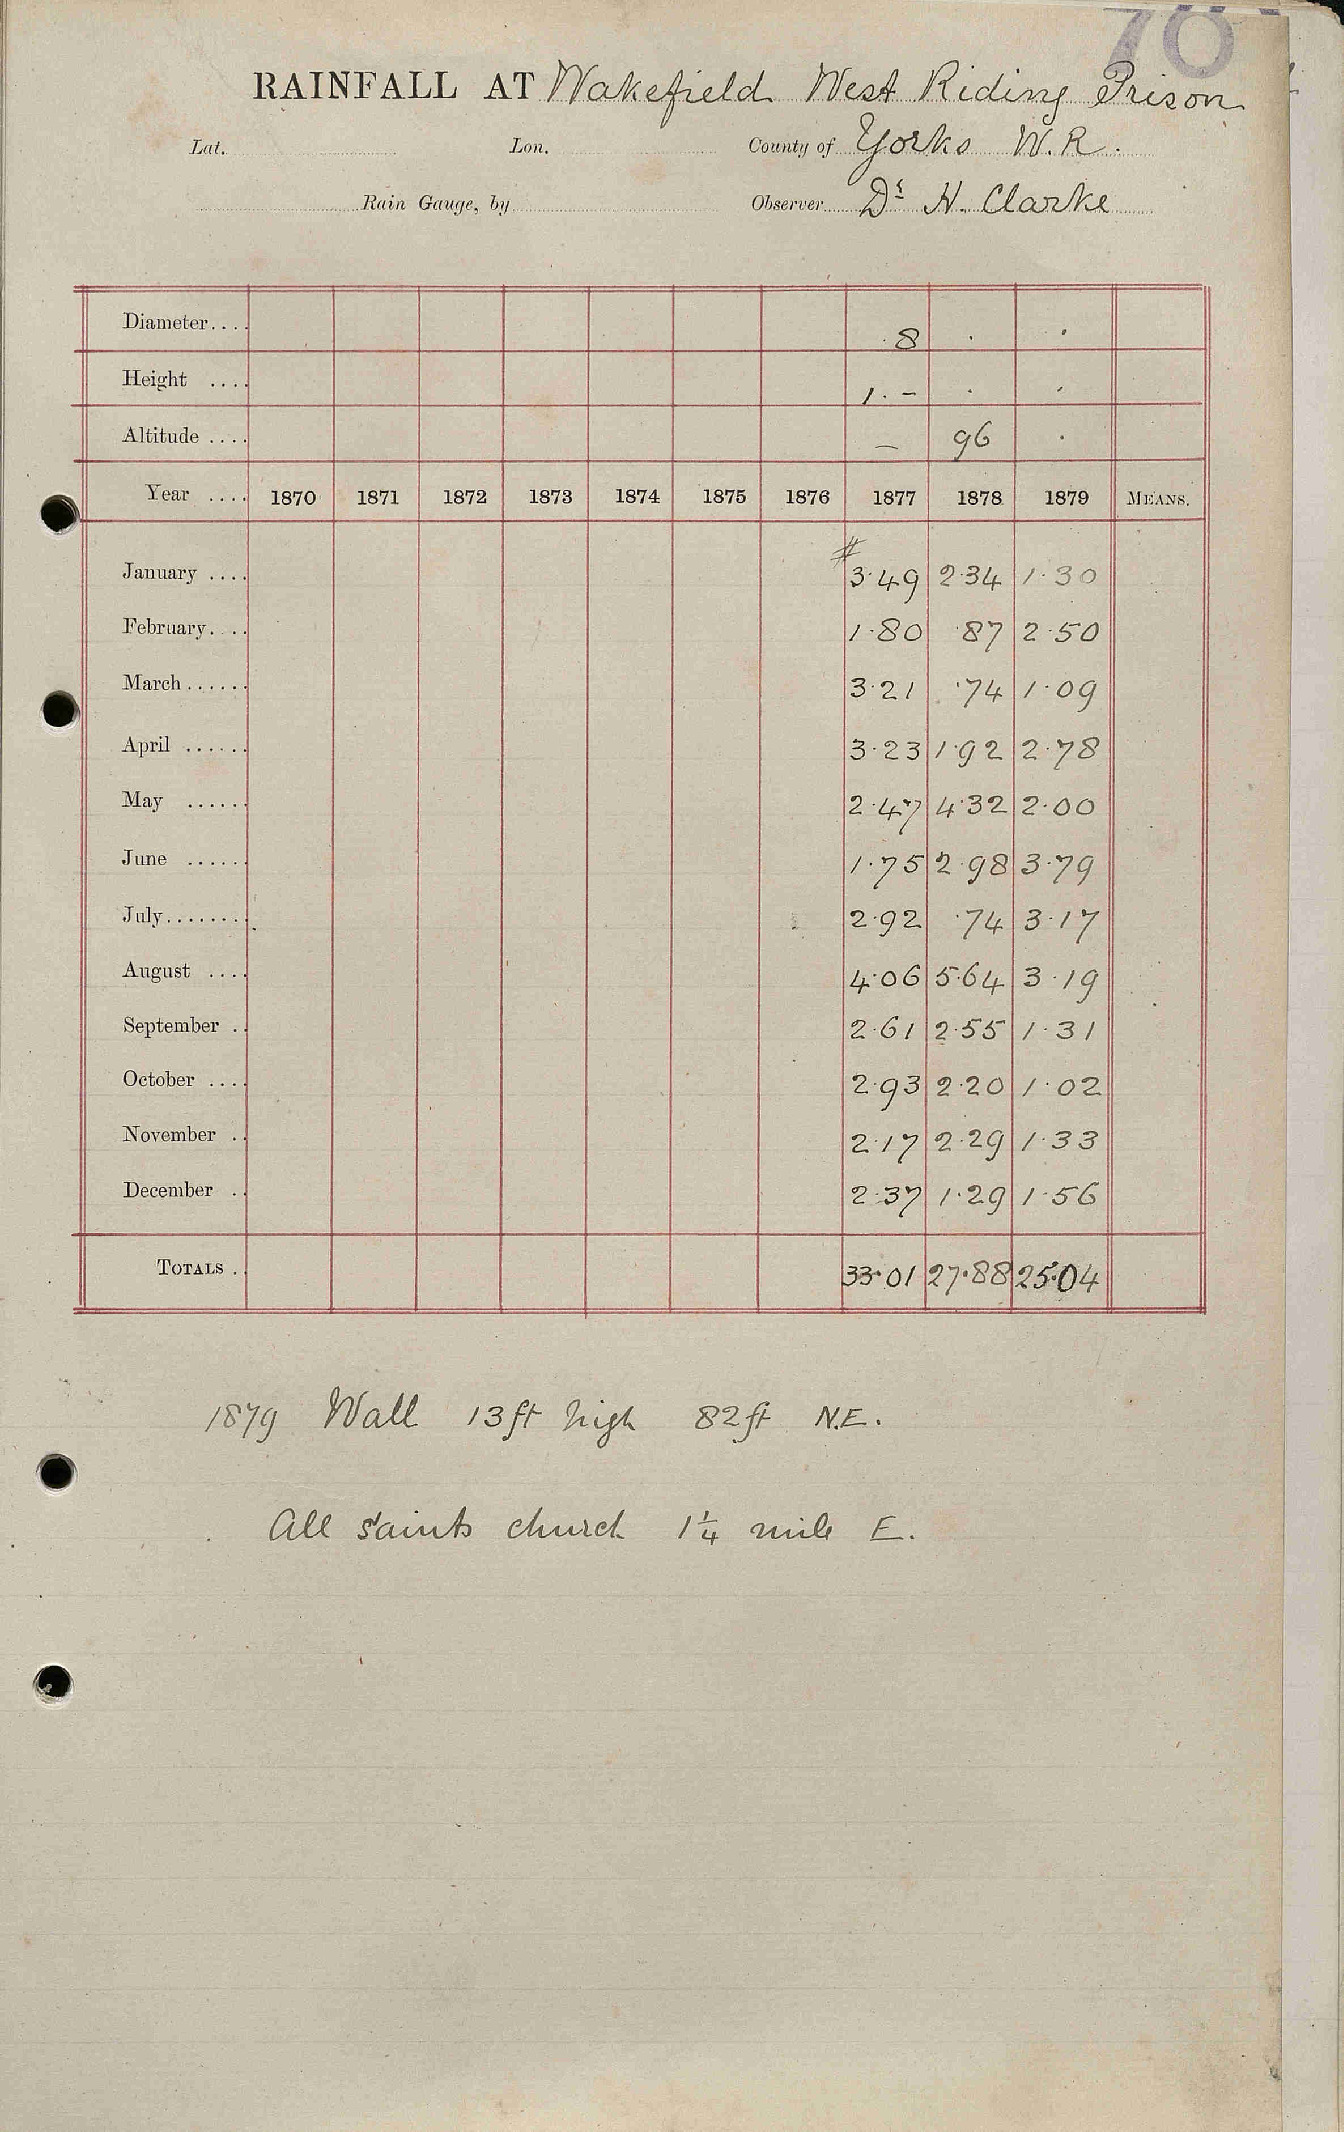 70
RAINFALL AT Wakefield West Riding Prison
Lat. Lon. County of Yorks W.R.
Rain Gauge, by Observer Dr H. Clarke
Diameter.... 8 . .
Height .... 1. - . .
Altitude .... — 96 .
Year .... 1870 1871 1872 1873 1874 1875 1876 1877 1878 1879 MEANS.
#
January .... 3.49 2.34 1.30
February.... 1.80 .87 2.50
March...... 3.21 .74 1.09
April ...... 3.23 1.92 2.78
May ...... 2.47 4.32 2.00
June ...... 1.75 2.98 3.79
July........ 2.92 .74 3.17
August .... 4.06 5.64 3.19
September .. 2.61 2.55 1.31
October .... 2.93 2.20 1.02
November .. 2.17 2.29 1.33
December .. 2.37 1.29 1.56
TOTALS .. 33.01 27.88 25.04
1879 Wall 13ft high 82ft N.E.
All saints church 1¼ mile E.